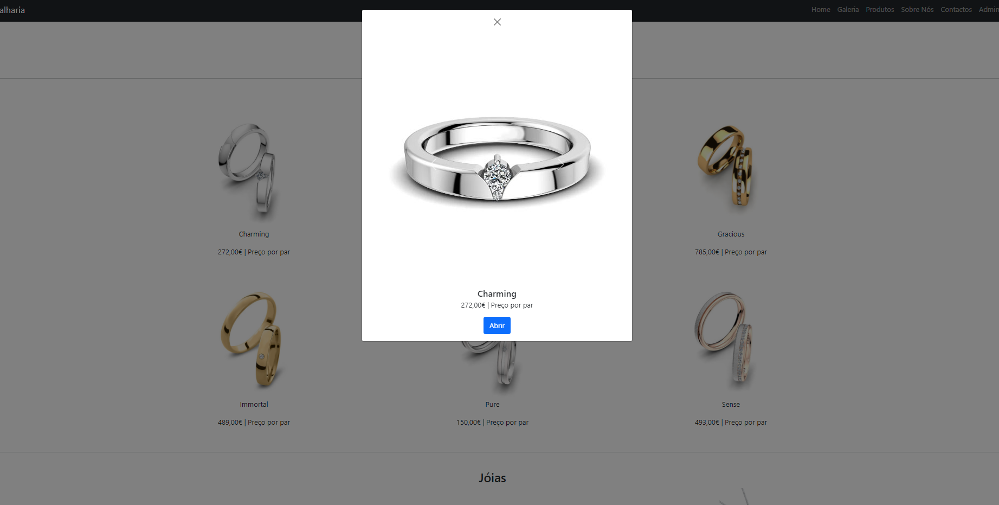 alharia
Home Galeria Produtos Sobre Nós Contactos Admin
Charming
272,00€ | Preço por par
Abrir
Charming
272,00€ | Preço por par
Gracious
785,00€ | Preço por par
Immortal
489,00€ | Preço por par
Pure
150,00€ | Preço por par
Sense
493,00€ | Preço por par
Jóias